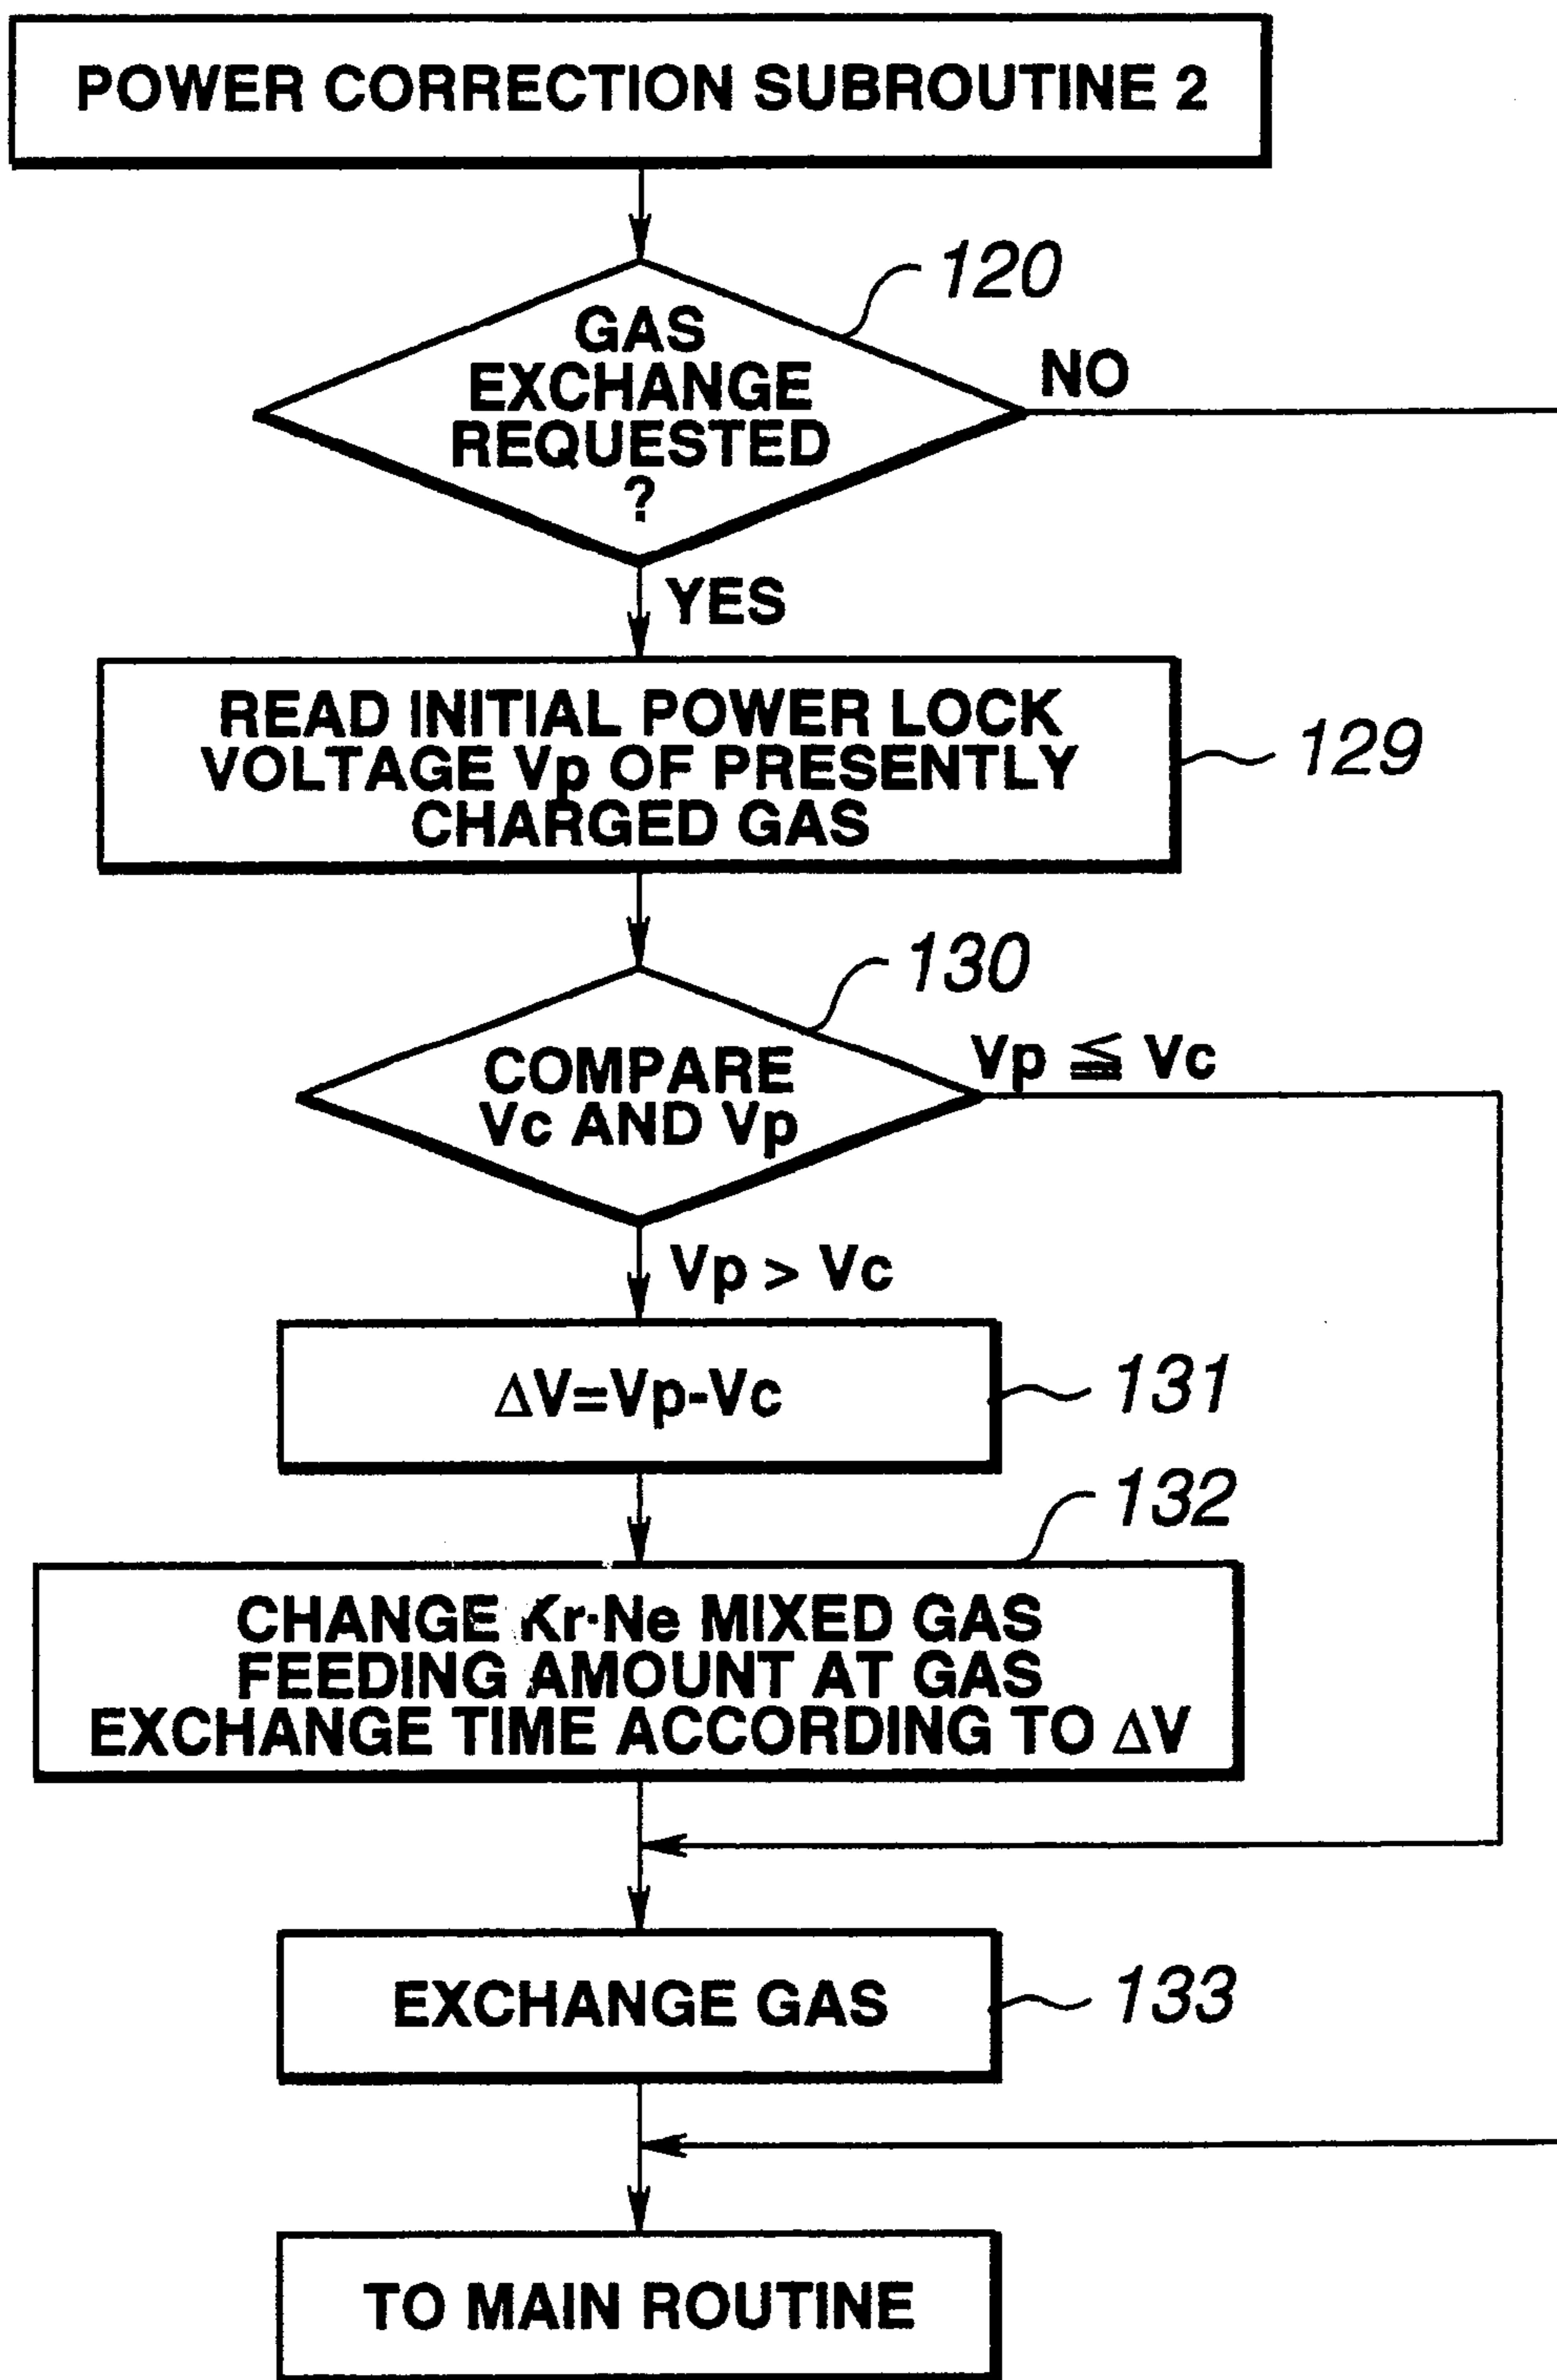 POWER CORRECTION SUBROUTINE 2
120
GAS
EXCHANGE
REQUESTED
?
NO
YES
READ INITIAL POWER LOCK
VOLTAGE Vp OF PRESENTLY
CHARGED GAS
129
130
COMPARE
Vc AND Vp
Vp ≦ Vc
Vp > Vc
ΔV=Vp-Vc
131
132
CHANGE Kr·Ne MIXED GAS
FEEDING AMOUNT AT GAS
EXCHANGE TIME ACCORDING TO ΔV
EXCHANGE GAS
133
TO MAIN ROUTINE